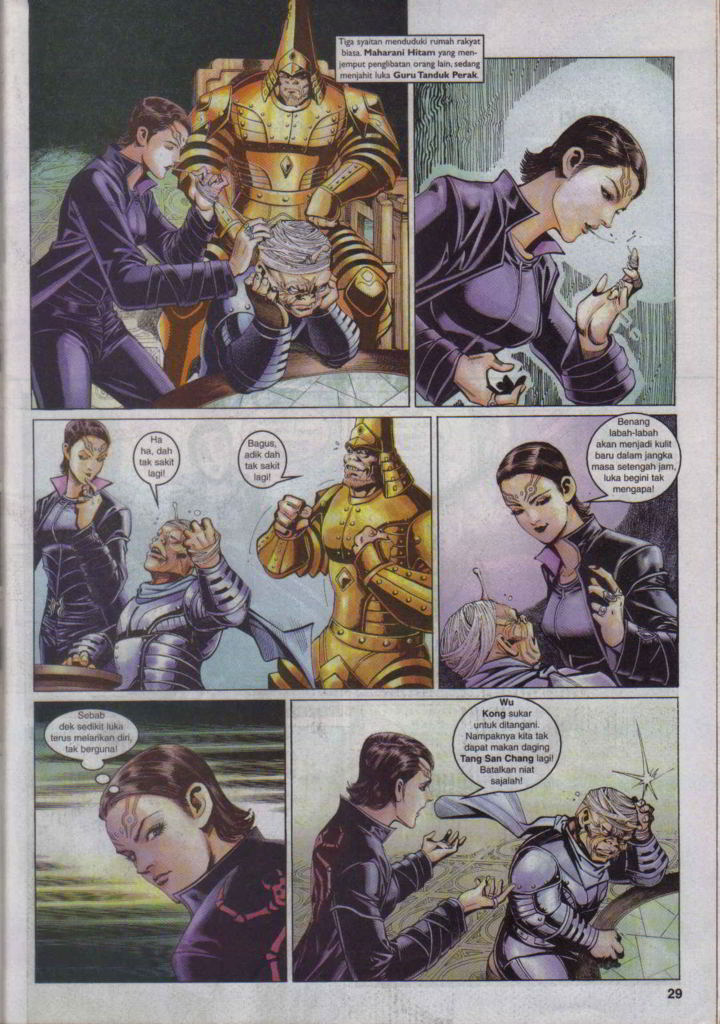 Tiga syaitan menduduki rumah rakyat
biasa. Maharani Hitam yang men-
jemput penglibatan orang lain, sedang
menjahit luka Guru Tanduk Perak.
Ha
ha, dah
tak sakit
lagi!
Bagus,
adik dah
tak sakit
lagi!
Benang
labah-labah
akan menjadi kulit
baru dalam jangka
masa setengah jam,
luka begini tak
mengapa!
Sebab
dek sedikit luka
terus melarikan diri,
tak berguna!
Wu
Kong sukar
untuk ditangani.
Nampaknya kita tak
dapat makan daging
Tang San Chang lagi!
Batalkan niat
sajalah!
29